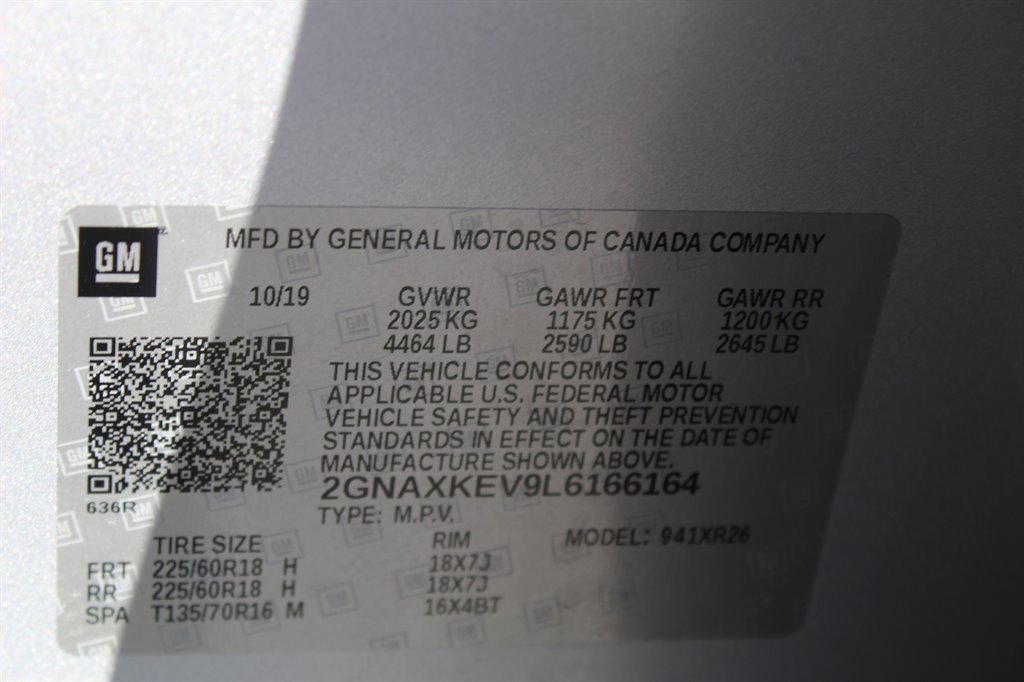 GM
MFD BY GENERAL MOTORS OF CANADA COMPANY
10/19 GVWR GAWR FRT GAWR RR
2025 KG 1175 KG 1200 KG
4464 LB 2590 LB 2645 LB
THIS VEHICLE CONFORMS TO ALL
APPLICABLE U.S. FEDERAL MOTOR
VEHICLE SAFETY AND THEFT PREVENTION
STANDARDS IN EFFECT ON THE DATE OF
MANUFACTURE SHOWN ABOVE.
2GNAXKEV9L6166164
636R
TYPE: M.P.V.
TIRE SIZE RIM MODEL: 941XR26
FRT 225/60R18 H 18X7J
RR 225/60R18 H 18X7J
SPA T135/70R16 M 16X4BT